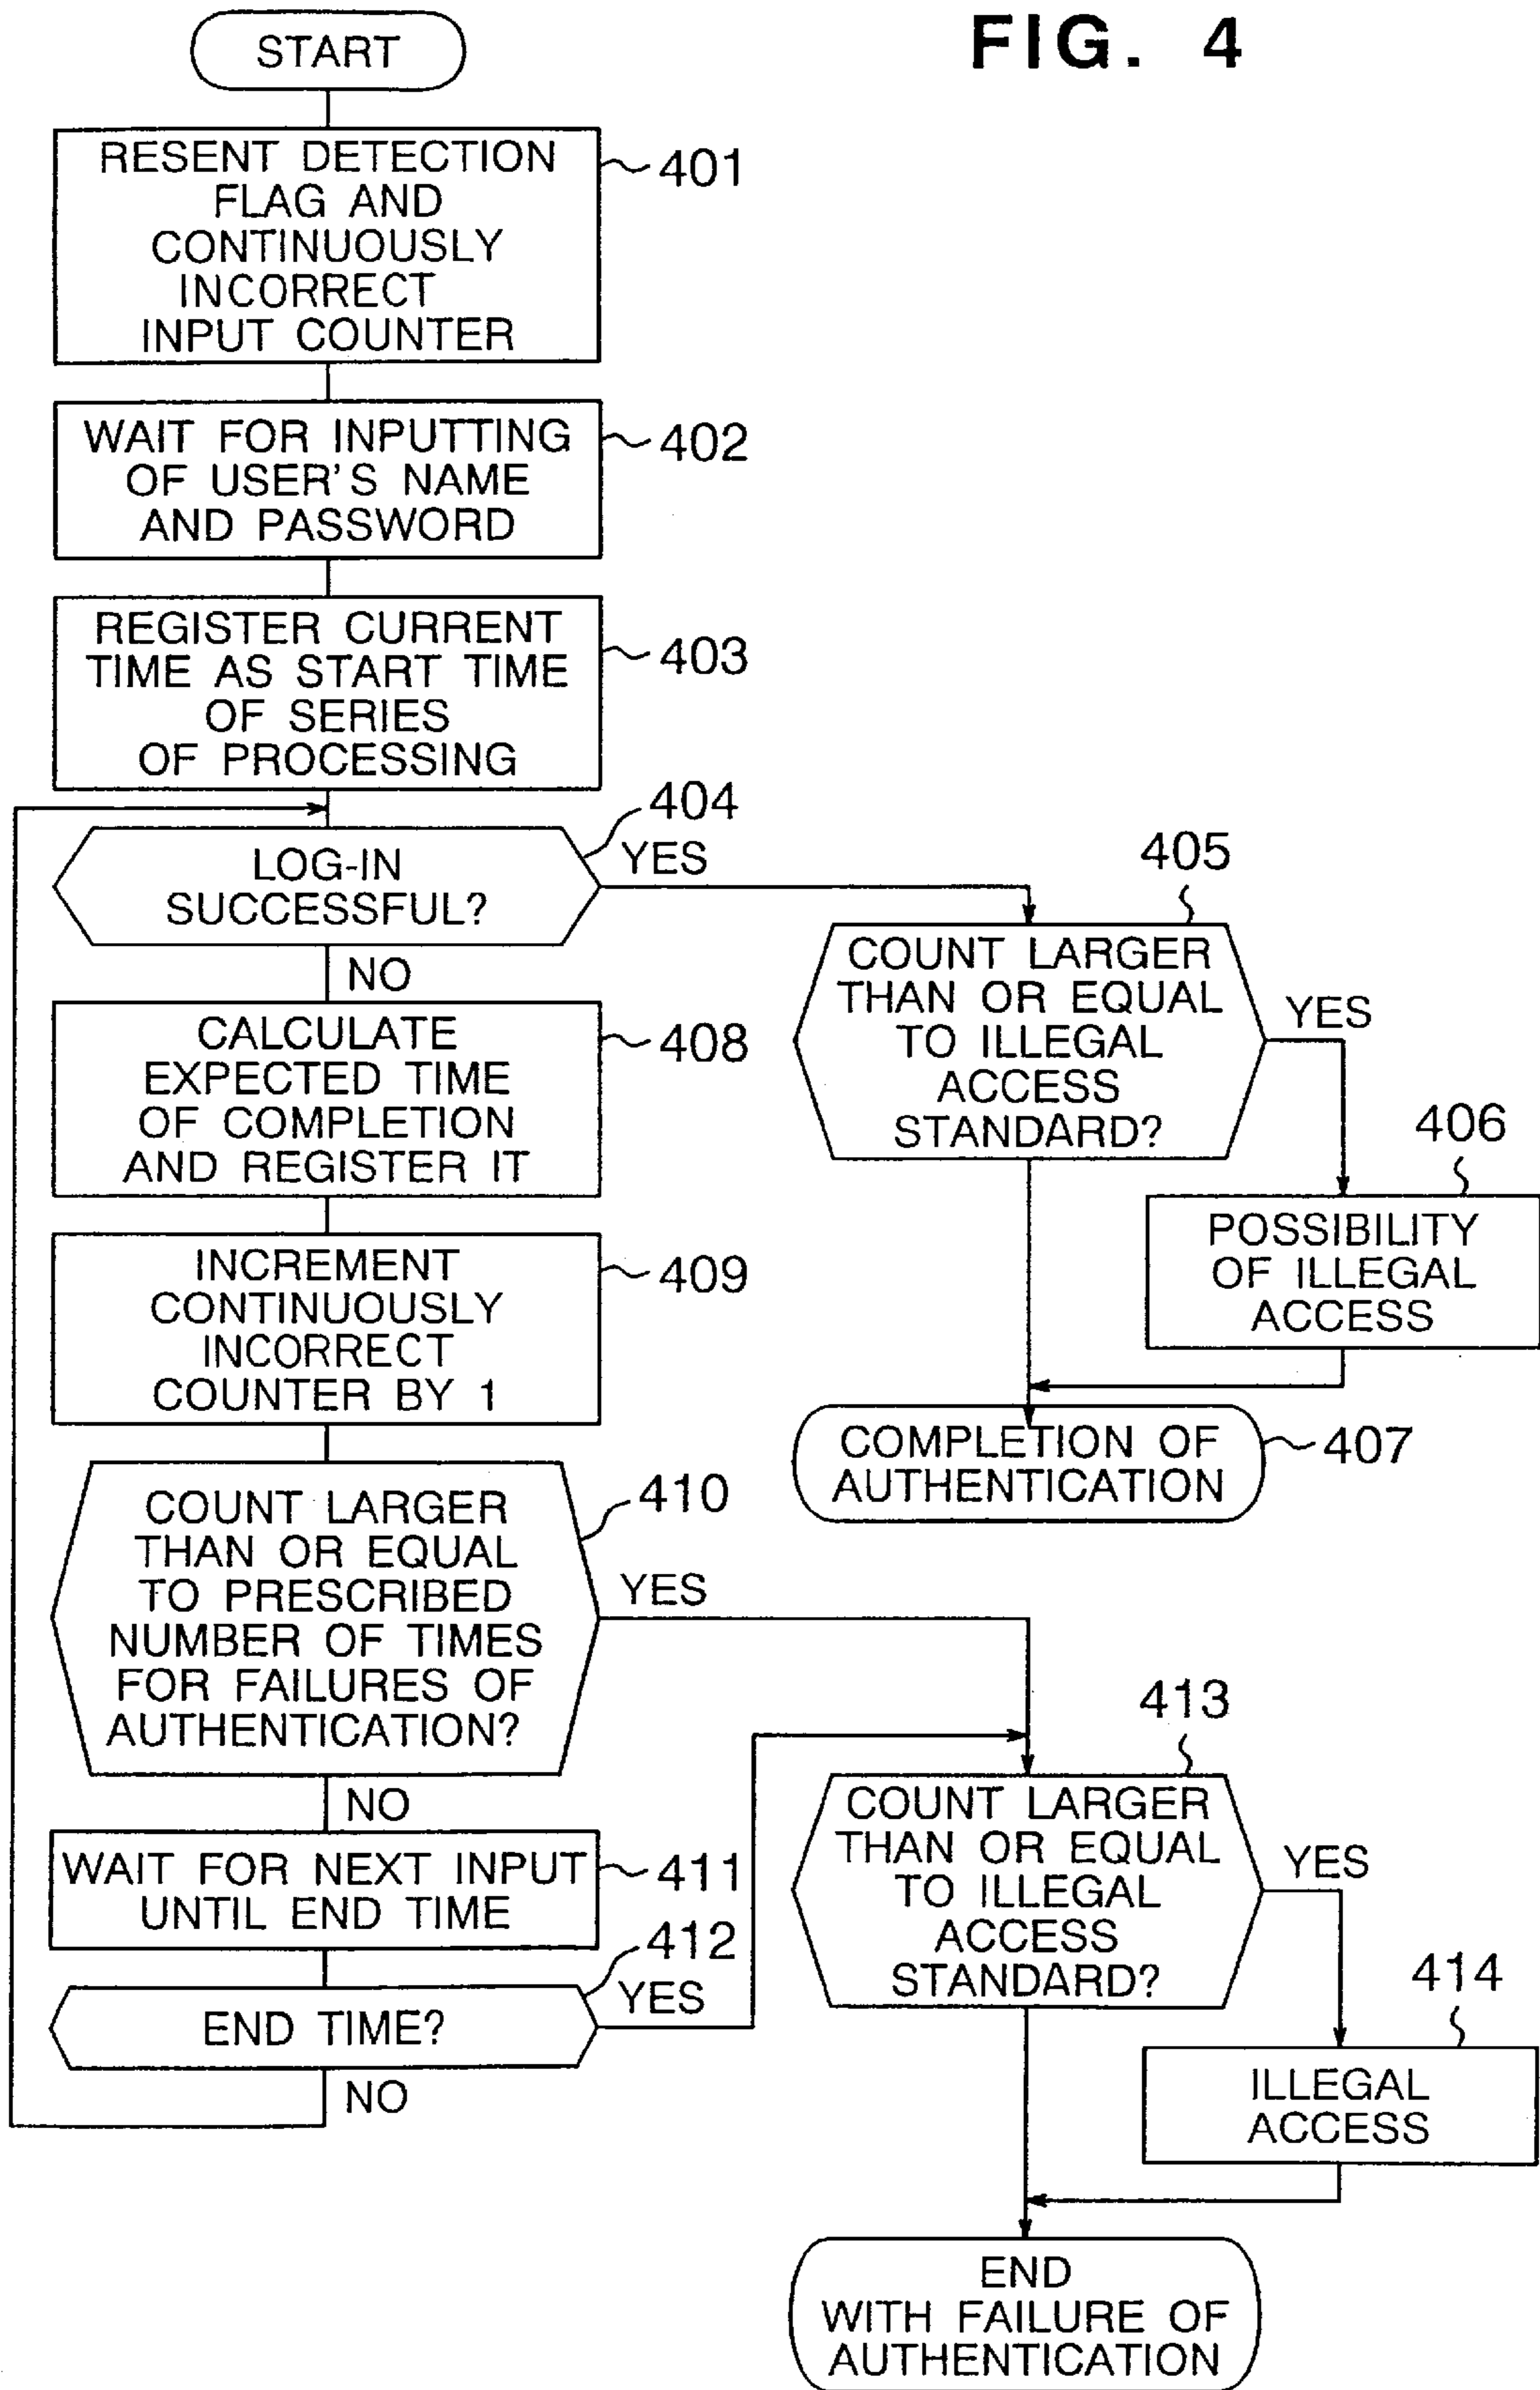 FIG. 4
START
RESENT DETECTION
FLAG AND
CONTINUOUSLY
INCORRECT
INPUT COUNTER
401
WAIT FOR INPUTTING
OF USER'S NAME
AND PASSWORD
402
REGISTER CURRENT
TIME AS START TIME
OF SERIES
OF PROCESSING
403
LOG-IN
SUCCESSFUL?
404
YES
NO
405
COUNT LARGER
THAN OR EQUAL
TO ILLEGAL
ACCESS
STANDARD?
YES
406
POSSIBILITY
OF ILLEGAL
ACCESS
COMPLETION OF
AUTHENTICATION
407
CALCULATE
EXPECTED TIME
OF COMPLETION
AND REGISTER IT
408
INCREMENT
CONTINUOUSLY
INCORRECT
COUNTER BY 1
409
COUNT LARGER
THAN OR EQUAL
TO PRESCRIBED
NUMBER OF TIMES
FOR FAILURES OF
AUTHENTICATION?
410
YES
NO
WAIT FOR NEXT INPUT
UNTIL END TIME
411
END TIME?
412
YES
NO
413
COUNT LARGER
THAN OR EQUAL
TO ILLEGAL
ACCESS
STANDARD?
YES
414
ILLEGAL
ACCESS
END
WITH FAILURE OF
AUTHENTICATION